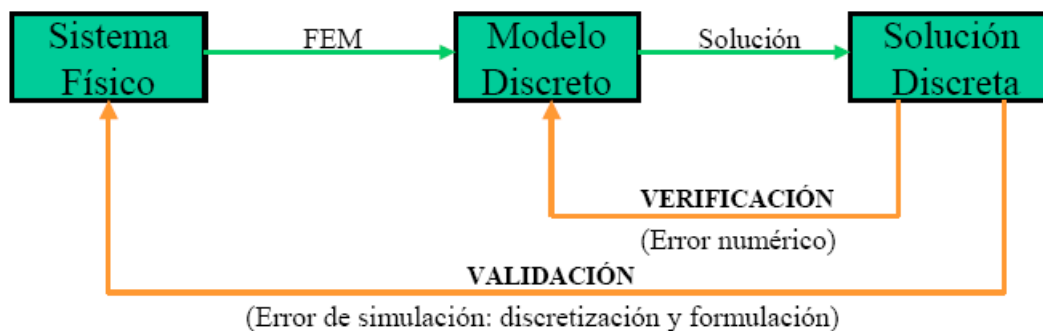 Sistema
Físico
FEM
Modelo
Discreto
Solución
Solución
Discreta
VERIFICACIÓN
(Error numérico)
VALIDACIÓN
(Error de simulación: discretización y formulación)